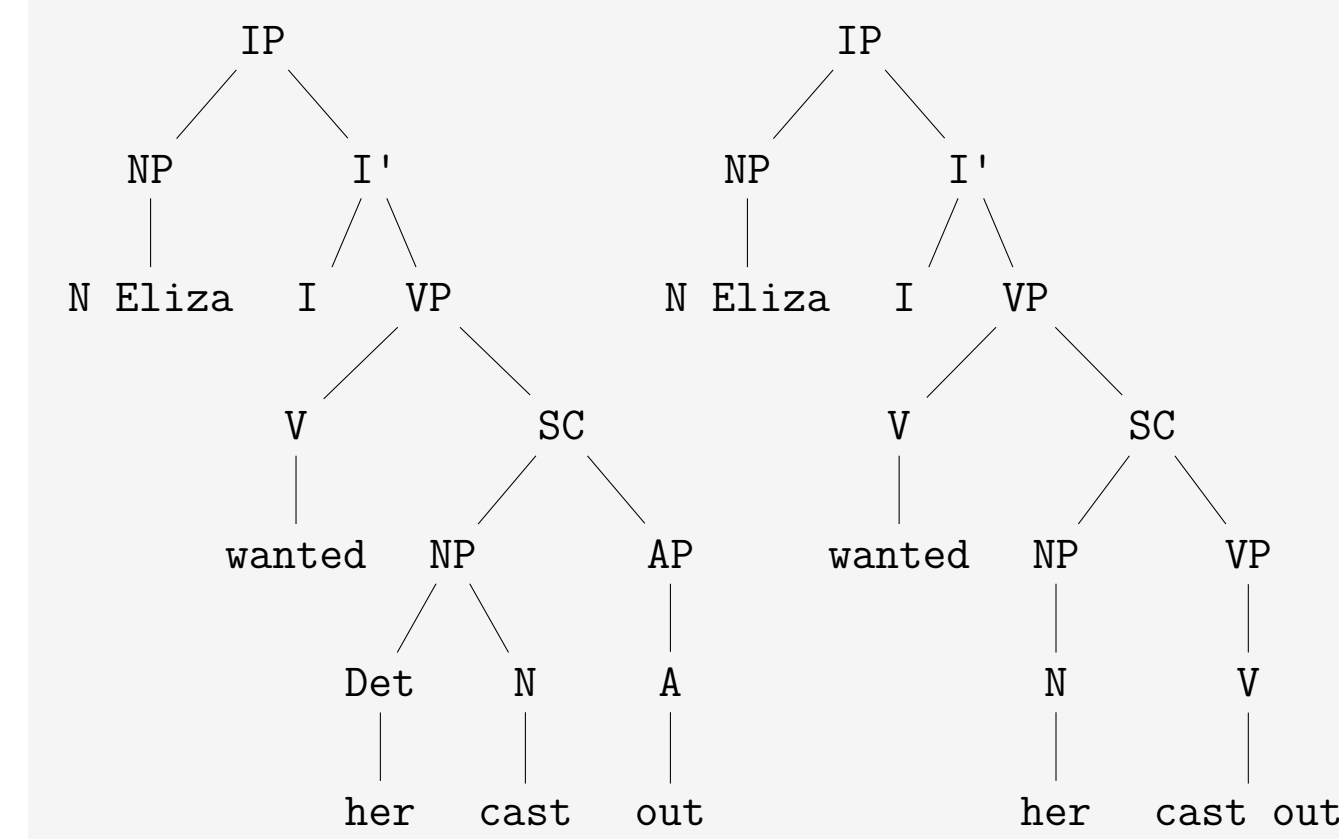 IP IP
NP I' NP I'
N Eliza I VP N Eliza I VP
V SC V SC
wanted NP AP wanted NP VP
Det N A N V
her cast out her cast out